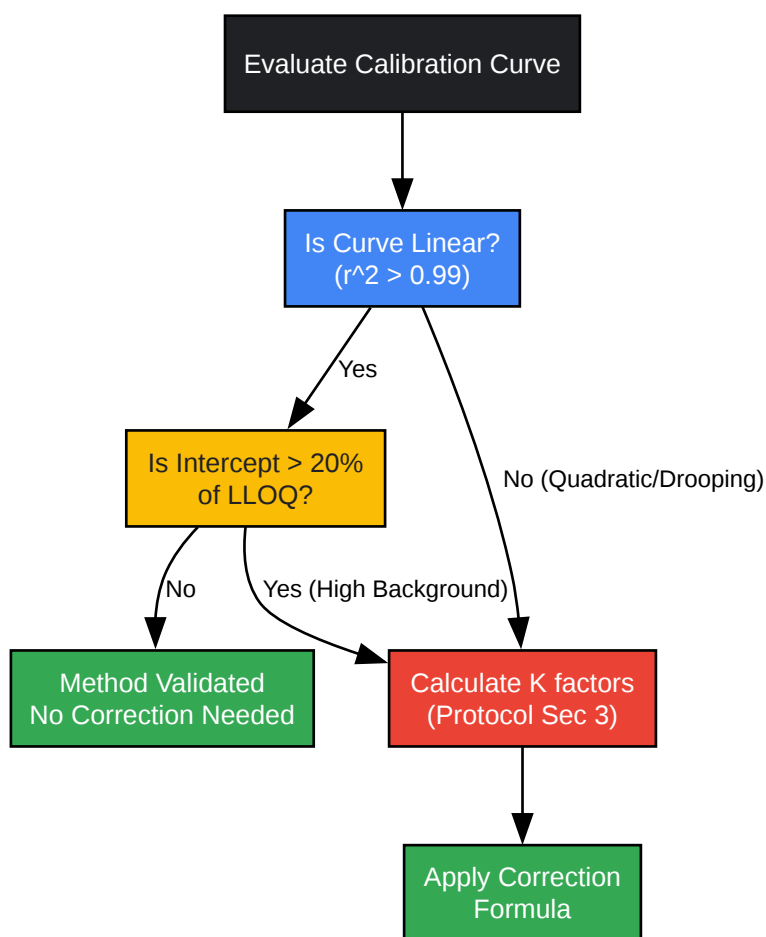 Evaluate Calibration Curve
Is Curve Linear?
(r^2 > 0.99)
Yes
Is Intercept > 20%
of LLOQ?
No (Quadratic/Drooping)
No
Yes (High Background)
Method Validated
No Correction Needed
Calculate K factors
(Protocol Sec 3)
Apply Correction
Formula